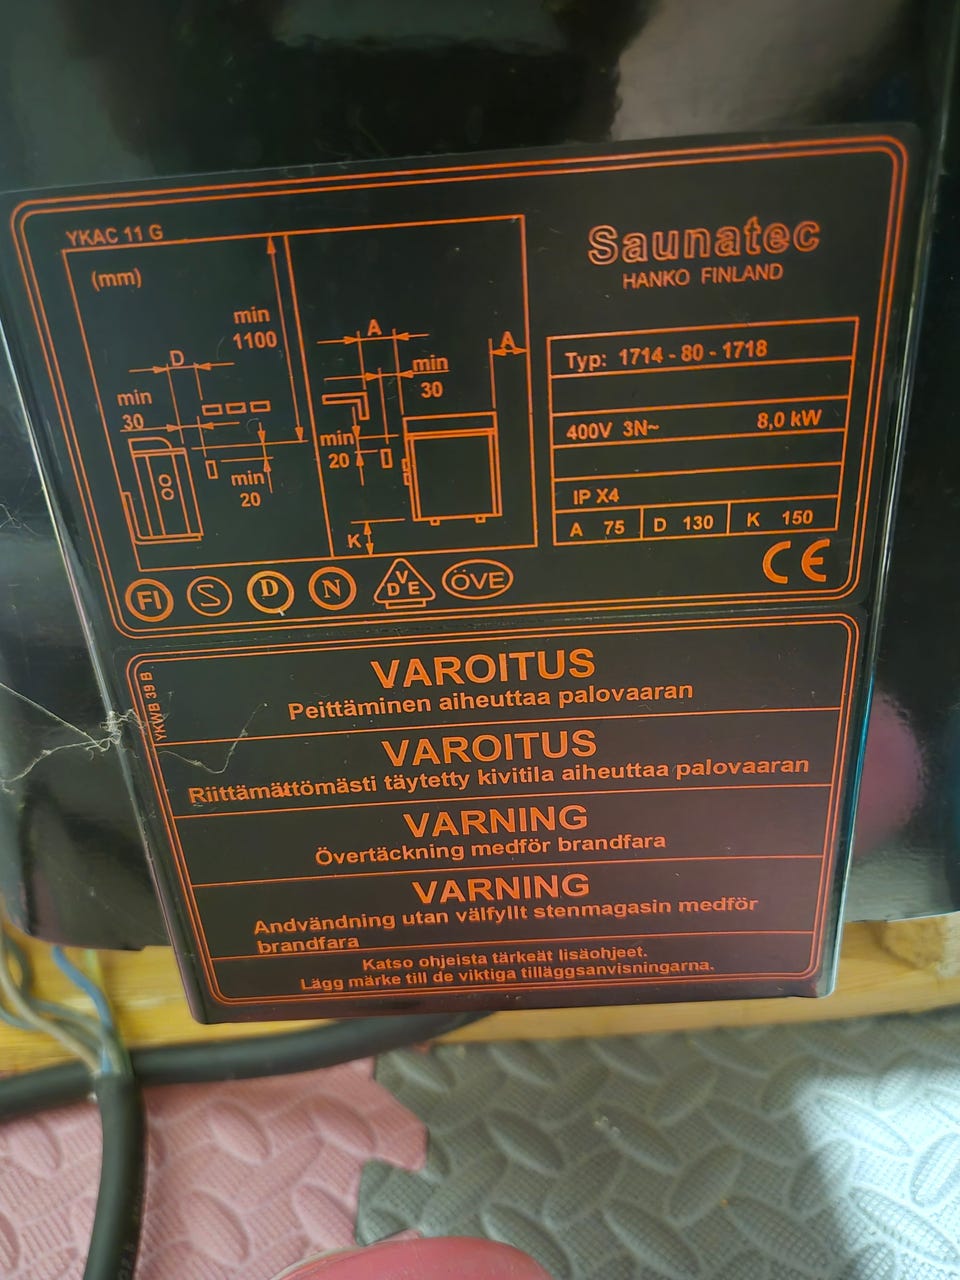 YKAC 11 G
(mm)
min
1100
D
min
30
min
20
A
A
min
30
min
20
K
Saunatec
HANKO FINLAND
Typ: 1714 - 80 - 1718
400V 3N~ 8,0 kW
IP X4
A 75 D 130 K 150
FI S D N DVE ÖVE CE
YKWB 39 B
VAROITUS
Peittäminen aiheuttaa palovaaran
VAROITUS
Riittämättömästi täytetty kivitila aiheuttaa palovaaran
VARNING
Övertäckning medför brandfara
VARNING
Andvändning utan välfyllt stenmagasin medför
brandfara
Katso ohjeista tärkeät lisäohjeet.
Lägg märke till de viktiga tilläggsanvisningarna.